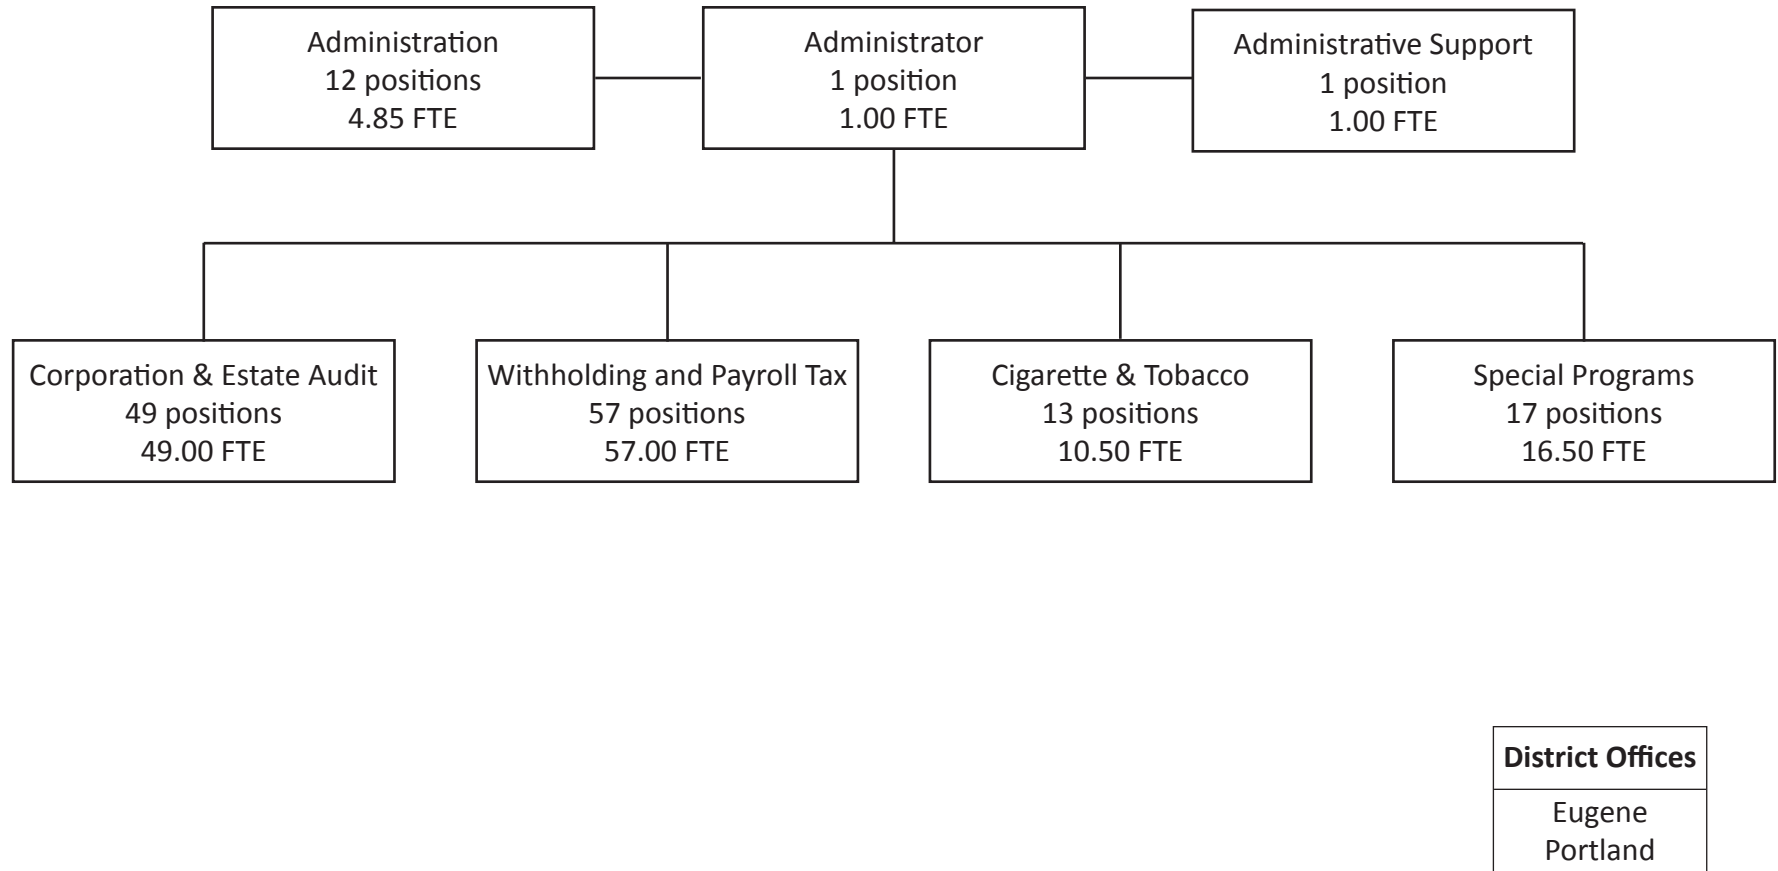 Administration
12 positions
4.85 FTE
Administrator
1 position
1.00 FTE
Administrative Support
1 position
1.00 FTE
Corporation & Estate Audit
49 positions
49.00 FTE
Withholding and Payroll Tax
57 positions
57.00 FTE
Cigarette & Tobacco
13 positions
10.50 FTE
Special Programs
17 positions
16.50 FTE
District Offices
Eugene
Portland